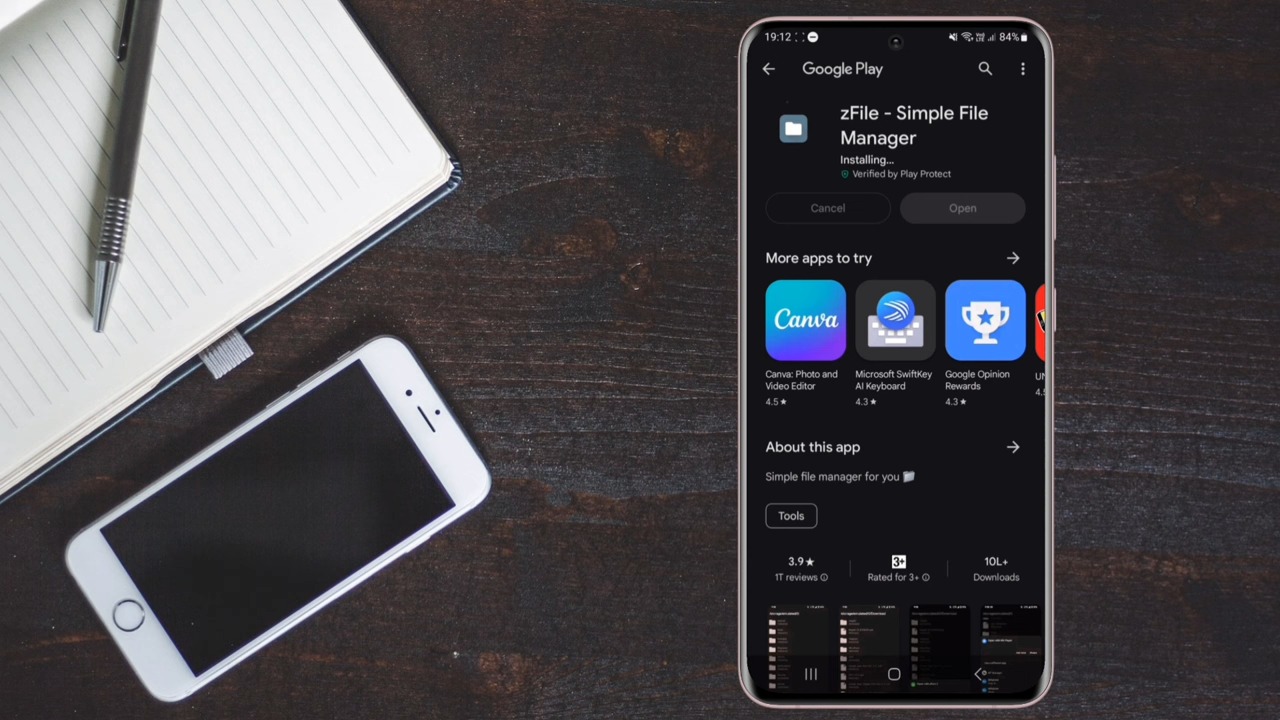 19:12
84%
Google Play
zFile - Simple File
Manager
Installing...
Verified by Play Protect
Cancel
Open
More apps to try
Canva
Canva: Photo and
Video Editor
4.5★
Microsoft SwiftKey
AI Keyboard
4.3★
Google Opinion
Rewards
4.3★
UN
4.5
About this app
Simple file manager for you
Tools
3.9★
1T reviews
3+
Rated for 3+
10L+
Downloads